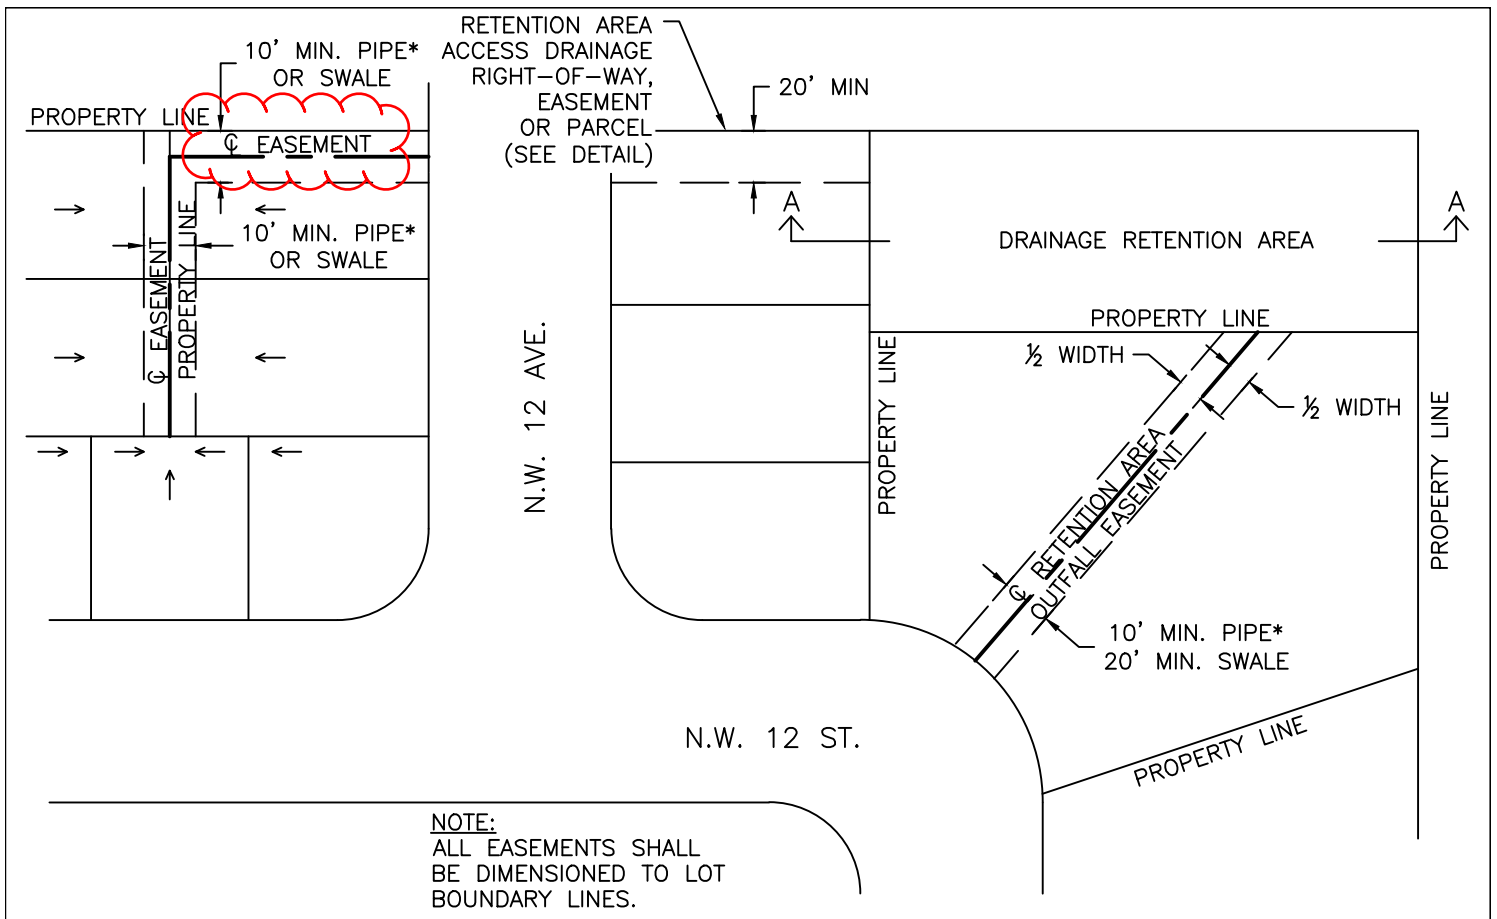 RETENTION AREA
ACCESS DRAINAGE
RIGHT-OF-WAY,
EASEMENT
OR PARCEL
(SEE DETAIL)
10' MIN. PIPE*
OR SWALE
20' MIN
PROPERTY LINE
℄ EASEMENT
10' MIN. PIPE*
OR SWALE
℄ EASEMENT
PROPERTY LINE
A
A
DRAINAGE RETENTION AREA
PROPERTY LINE
½ WIDTH
½ WIDTH
PROPERTY LINE
PROPERTY LINE
N.W. 12 AVE.
℄ RETENTION AREA
OUTFALL EASEMENT
10' MIN. PIPE*
20' MIN. SWALE
N.W. 12 ST.
PROPERTY LINE
NOTE:
ALL EASEMENTS SHALL
BE DIMENSIONED TO LOT
BOUNDARY LINES.